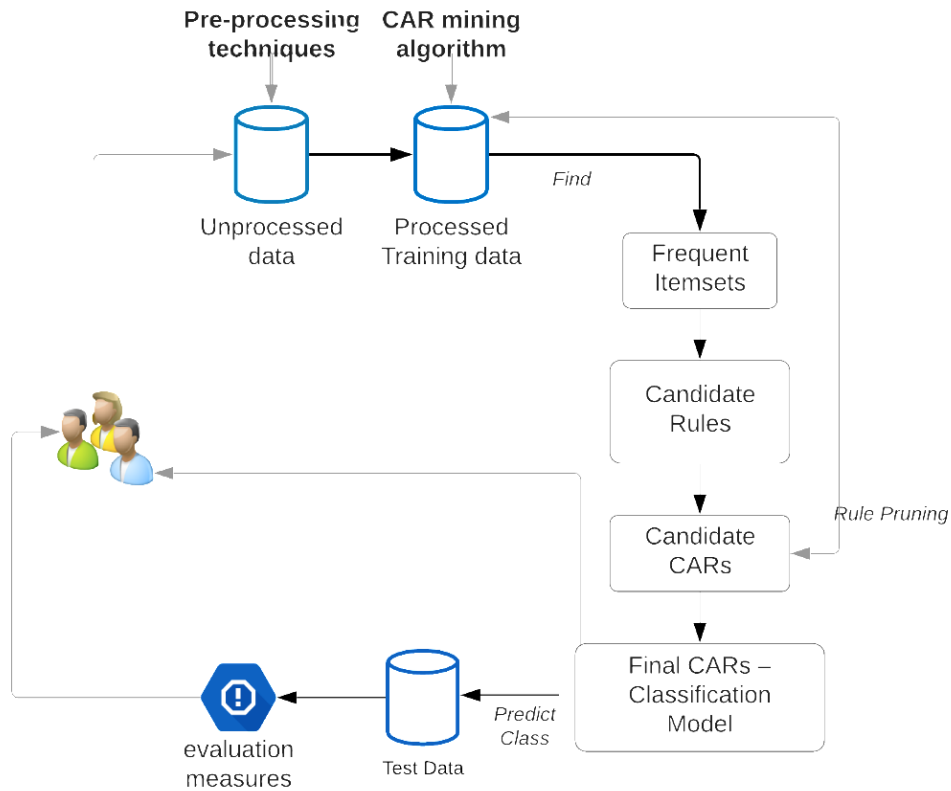 Pre-processing
techniques
CAR mining
algorithm
Unprocessed
data
Processed
Training data
Find
Frequent
Itemsets
Candidate
Rules
Rule Pruning
Candidate
CARs
Final CARs –
Classification
Model
Predict
Class
Test Data
evaluation
measures